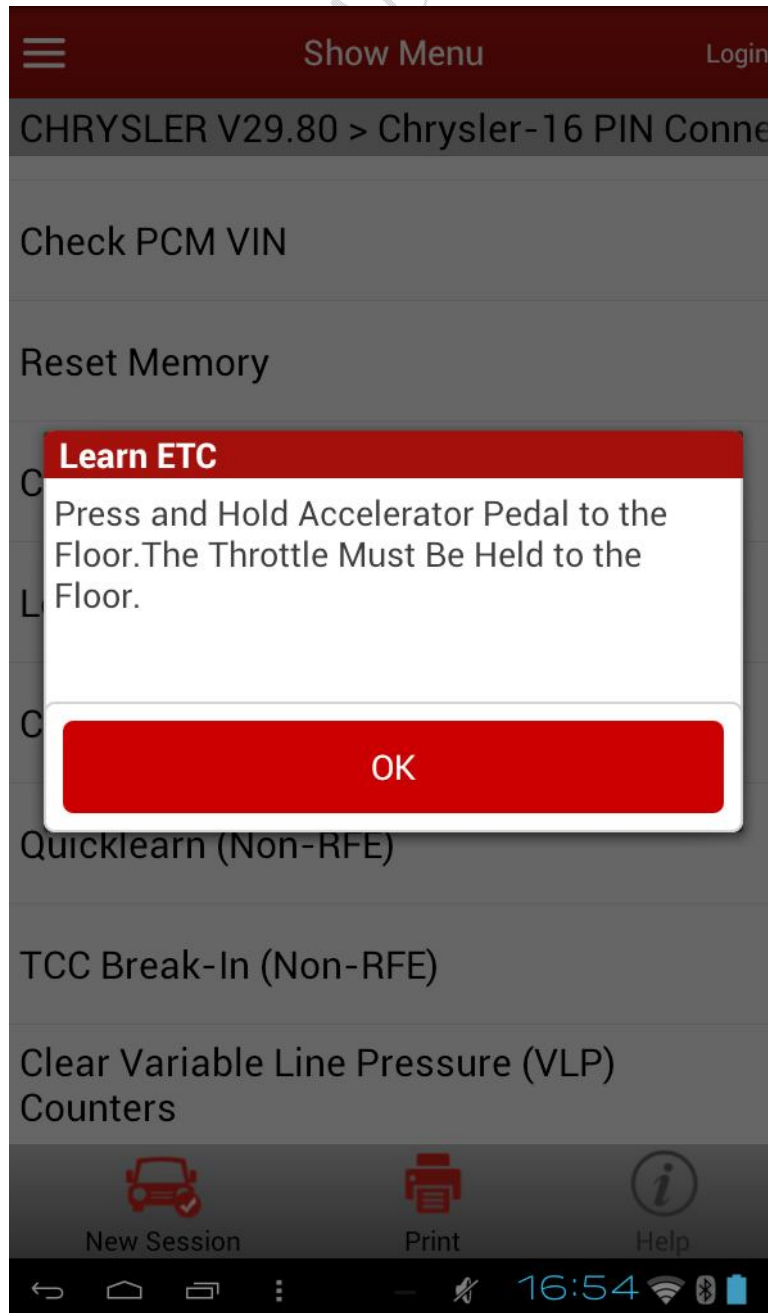 Show Menu
Login
CHRYSLER V29.80 > Chrysler-16 PIN Conne
Check PCM VIN
Reset Memory
C
Learn ETC
Press and Hold Accelerator Pedal to the
Floor.The Throttle Must Be Held to the
Floor.
C
OK
Quicklearn (Non-RFE)
TCC Break-In (Non-RFE)
Clear Variable Line Pressure (VLP)
Counters
New Session
Print
Help
16:54